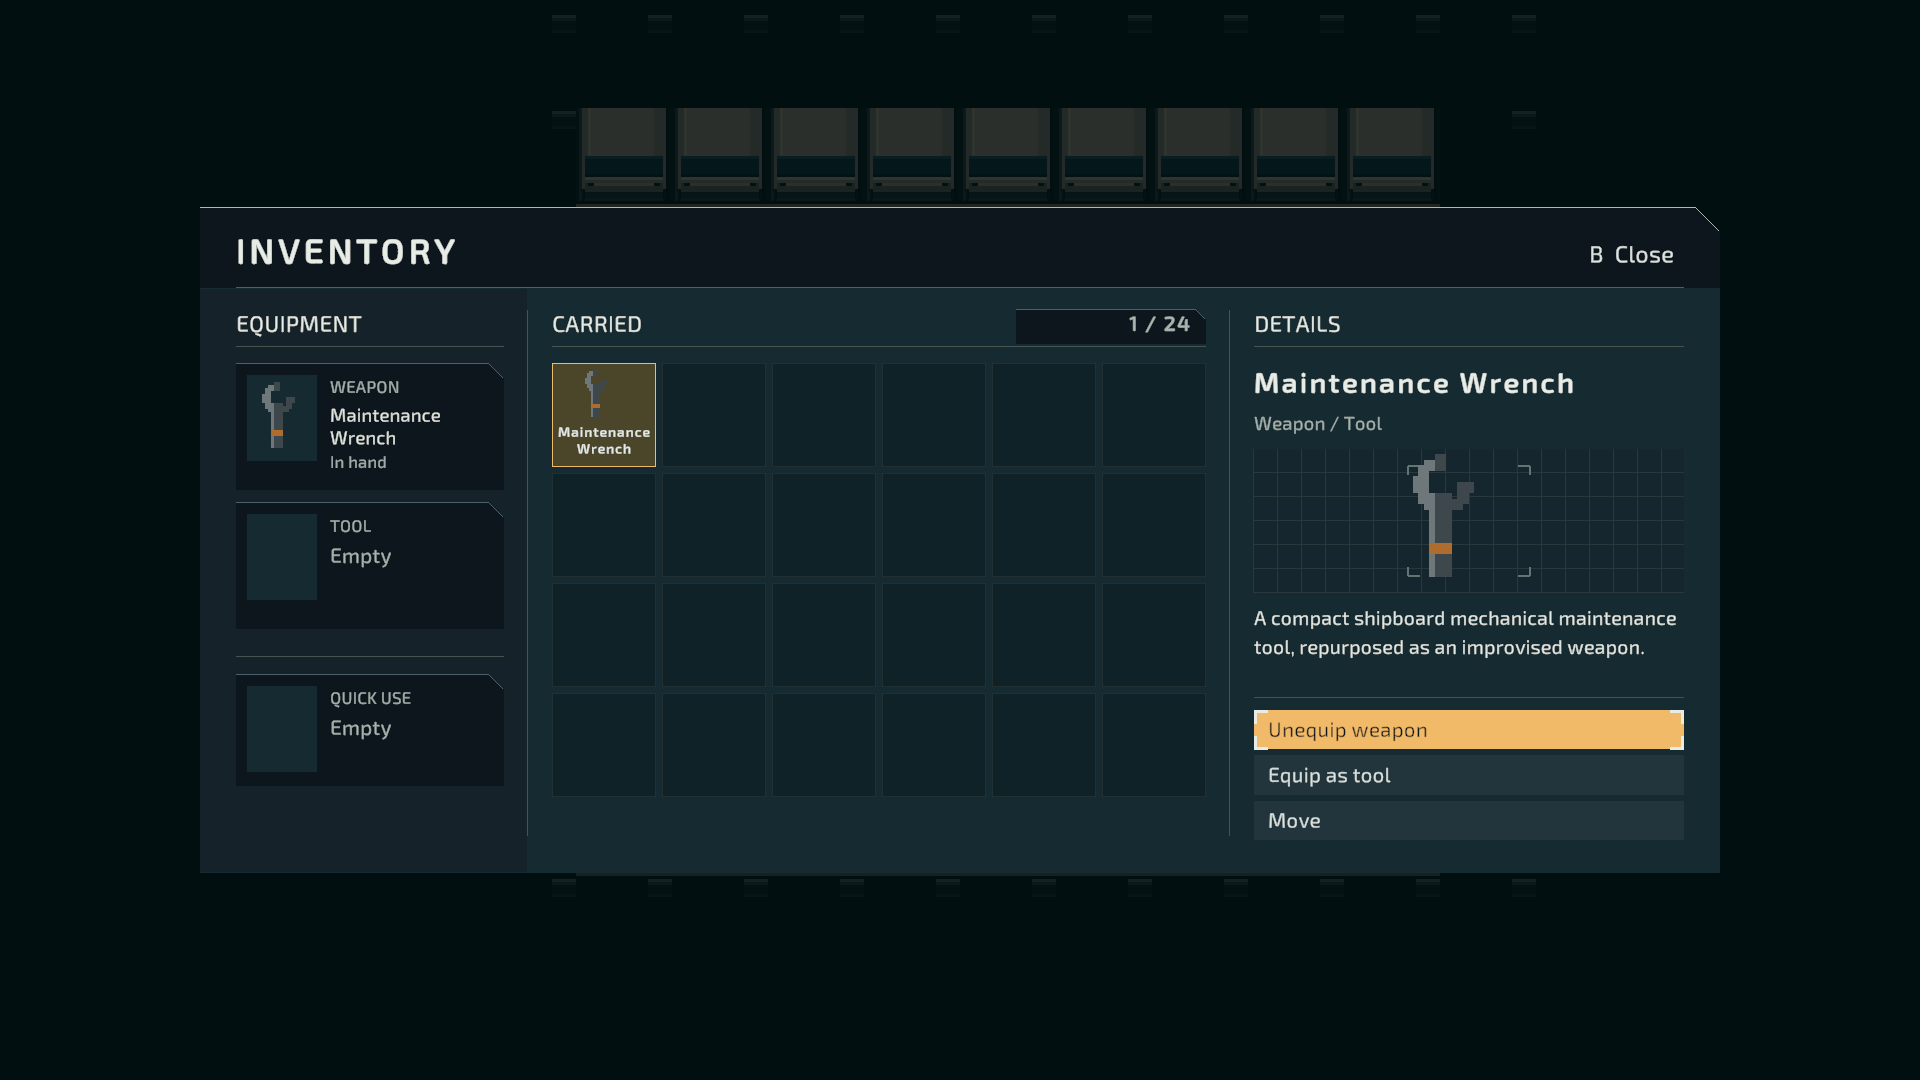 INVENTORY
B Close
EQUIPMENT
WEAPON
Maintenance
Wrench
In hand
TOOL
Empty
QUICK USE
Empty
CARRIED
1 / 24
Maintenance
Wrench
DETAILS
Maintenance Wrench
Weapon / Tool
A compact shipboard mechanical maintenance
tool, repurposed as an improvised weapon.
Unequip weapon
Equip as tool
Move